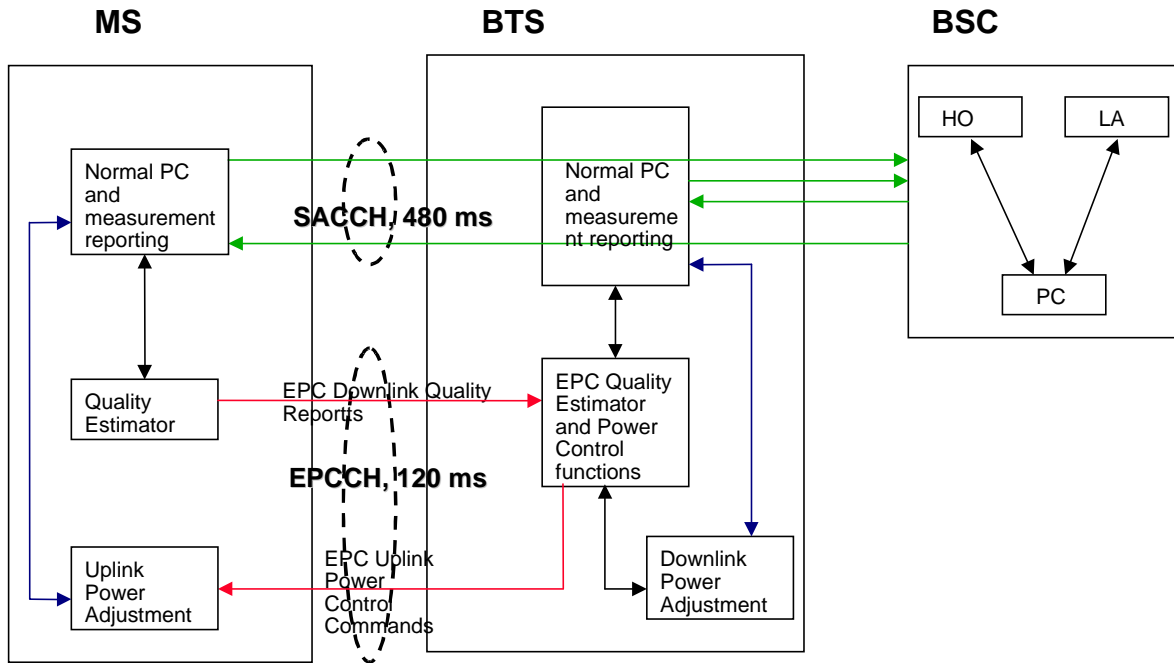 MS
BTS
BSC
HO
LA
PC
Normal PC
and
measurement
reporting
SACCH, 480 ms
Normal PC
and
measureme
nt reporting
Quality
Estimator
EPC Downlink Quality
Reportfs
EPC Quality
Estimator
and Power
Control
functions
EPCCH, 120 ms
Uplink
Power
Adjustment
EPC Uplink
Power
Control
Commands
Downlink
Power
Adjustment